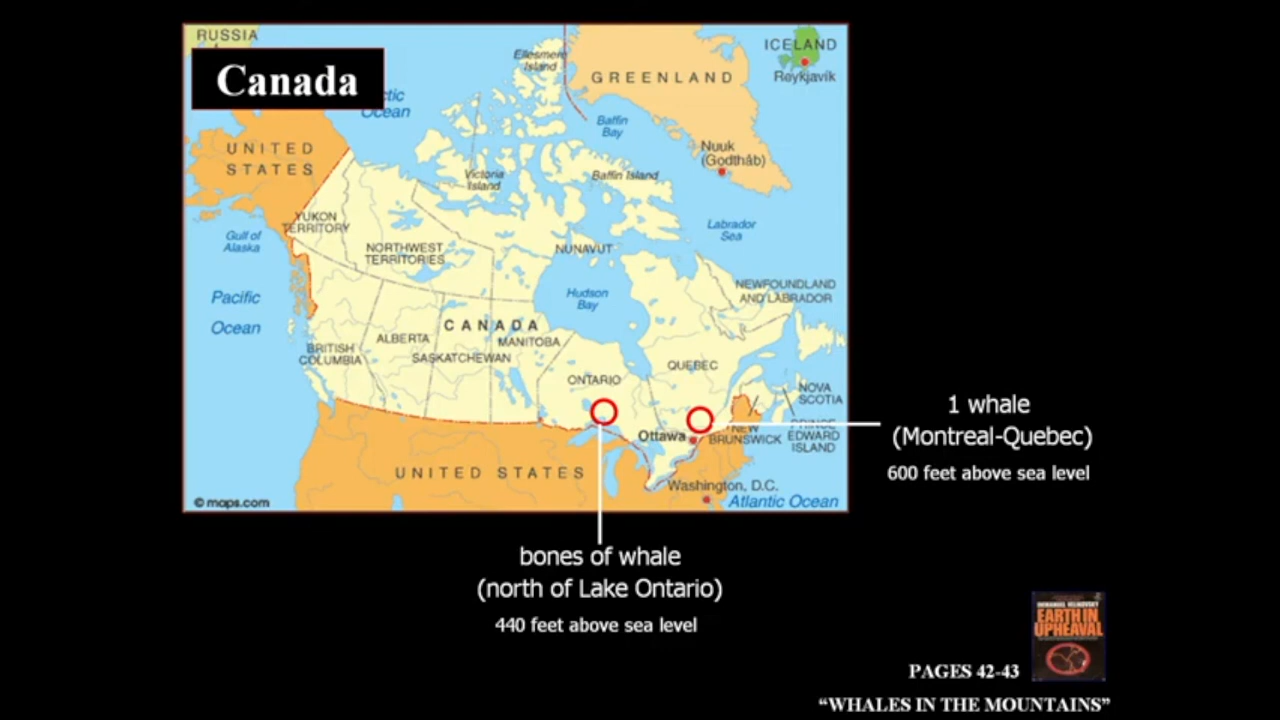 RUSSIA
Canada
ctic
Ocean
Ellesmere
Island
GREENLAND
ICELAND
Reykjavik
Baffin
Bay
Nuuk
(Godthåb)
UNITED
STATES
Victoria
Island
Baffin Island
YUKON
TERRITORY
Gulf of
Alaska
NORTHWEST
TERRITORIES
NUNAVUT
Labrador
Sea
Pacific
Ocean
Hudson
Bay
NEWFOUNDLAND
AND LABRADOR
CANADA
ALBERTA
MANITOBA
BRITISH
COLUMBIA
SASKATCHEWAN
ONTARIO
QUEBEC
NOVA
SCOTIA
Ottawa
NEW
BRUNSWICK
PRINCE
EDWARD
ISLAND
UNITED STATES
Washington, D.C.
Atlantic Ocean
© maps.com
1 whale
(Montreal-Quebec)
600 feet above sea level
bones of whale
(north of Lake Ontario)
440 feet above sea level
EARTH IN
UPHEAVAL
PAGES 42-43
“WHALES IN THE MOUNTAINS”